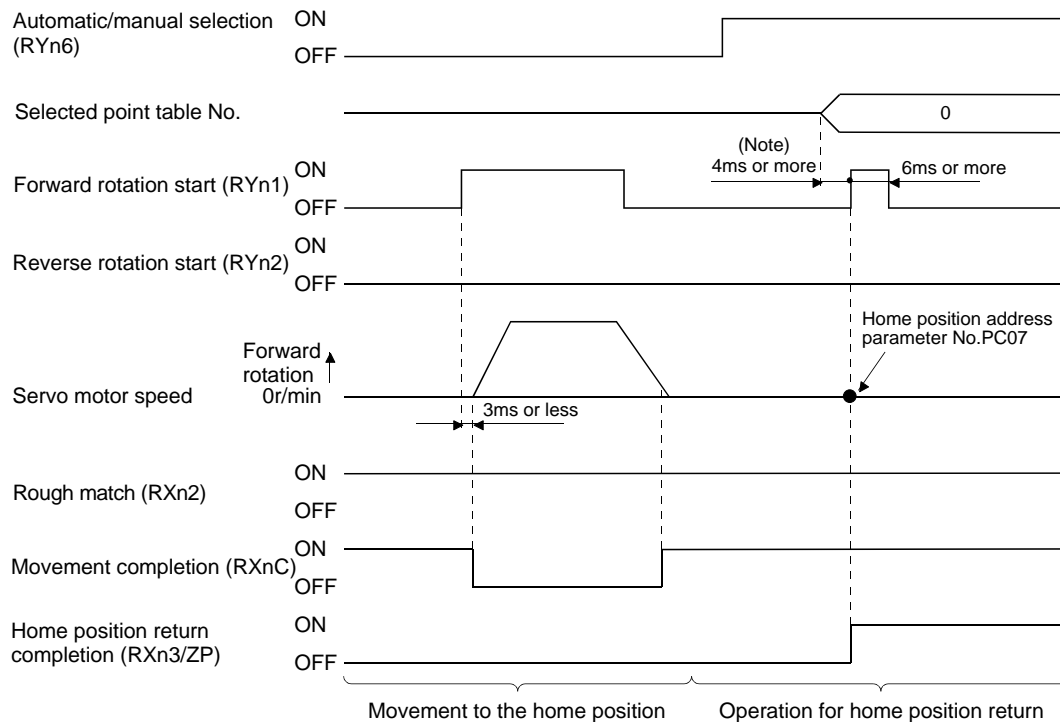 Automatic/manual selection
(RYn6)
ON
OFF
Selected point table No.
0
(Note)
4ms or more
6ms or more
Forward rotation start (RYn1)
ON
OFF
Reverse rotation start (RYn2)
ON
OFF
Home position address
parameter No.PC07
Servo motor speed
Forward
rotation
0r/min
3ms or less
Rough match (RXn2)
ON
OFF
Movement completion (RXnC)
ON
OFF
Home position return
completion (RXn3/ZP)
ON
OFF
Movement to the home position
Operation for home position return